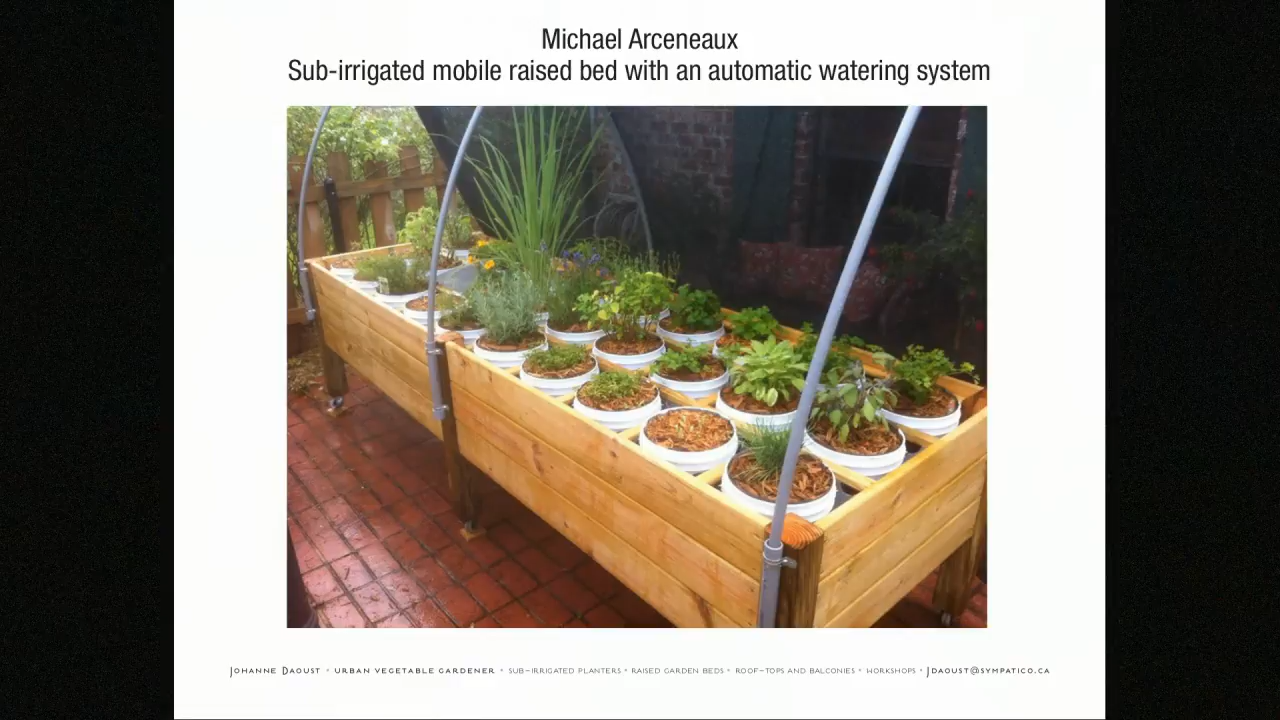 Michael Arceneaux
Sub-irrigated mobile raised bed with an automatic watering system
Johanne Daoust • urban vegetable gardener • sub-irrigated planters • raised garden beds • roof-tops and balconies • workshops • jdaoust@sympatico.ca